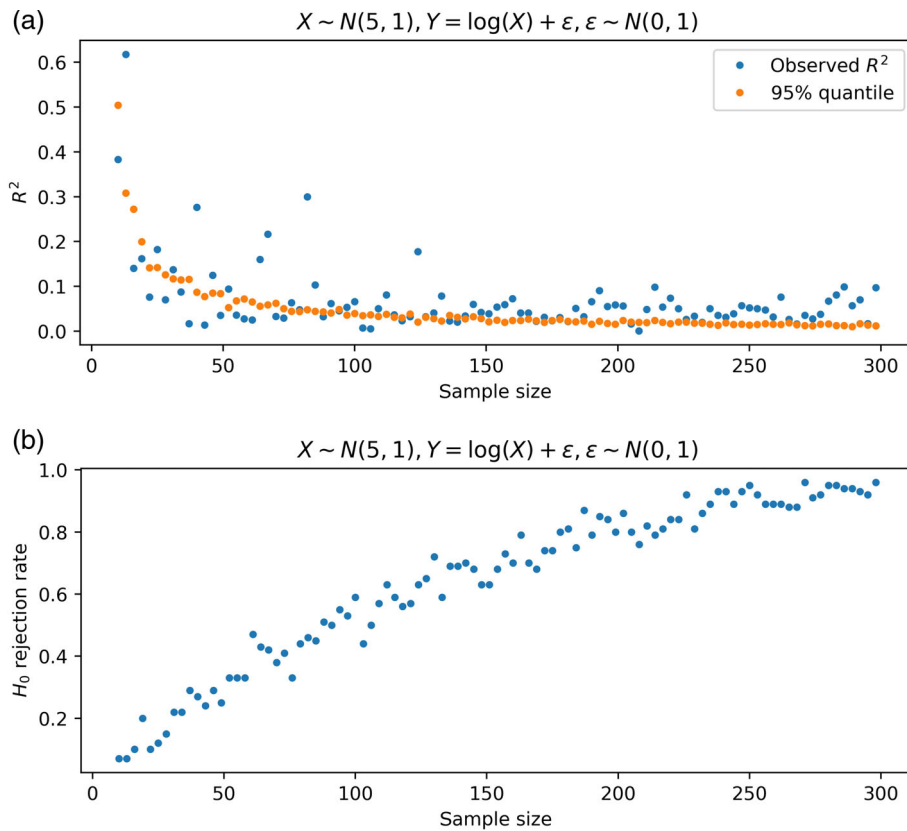 (a)
X ~ N(5, 1), Y = log(X) + ε, ε ~ N(0, 1)
0.6
0.5
0.4
0.3
0.2
0.1
0.0
R²
Observed R²
95% quantile
0 50 100 150 200 250 300
Sample size
(b)
X ~ N(5, 1), Y = log(X) + ε, ε ~ N(0, 1)
1.0
0.8
0.6
0.4
0.2
H₀ rejection rate
0 50 100 150 200 250 300
Sample size